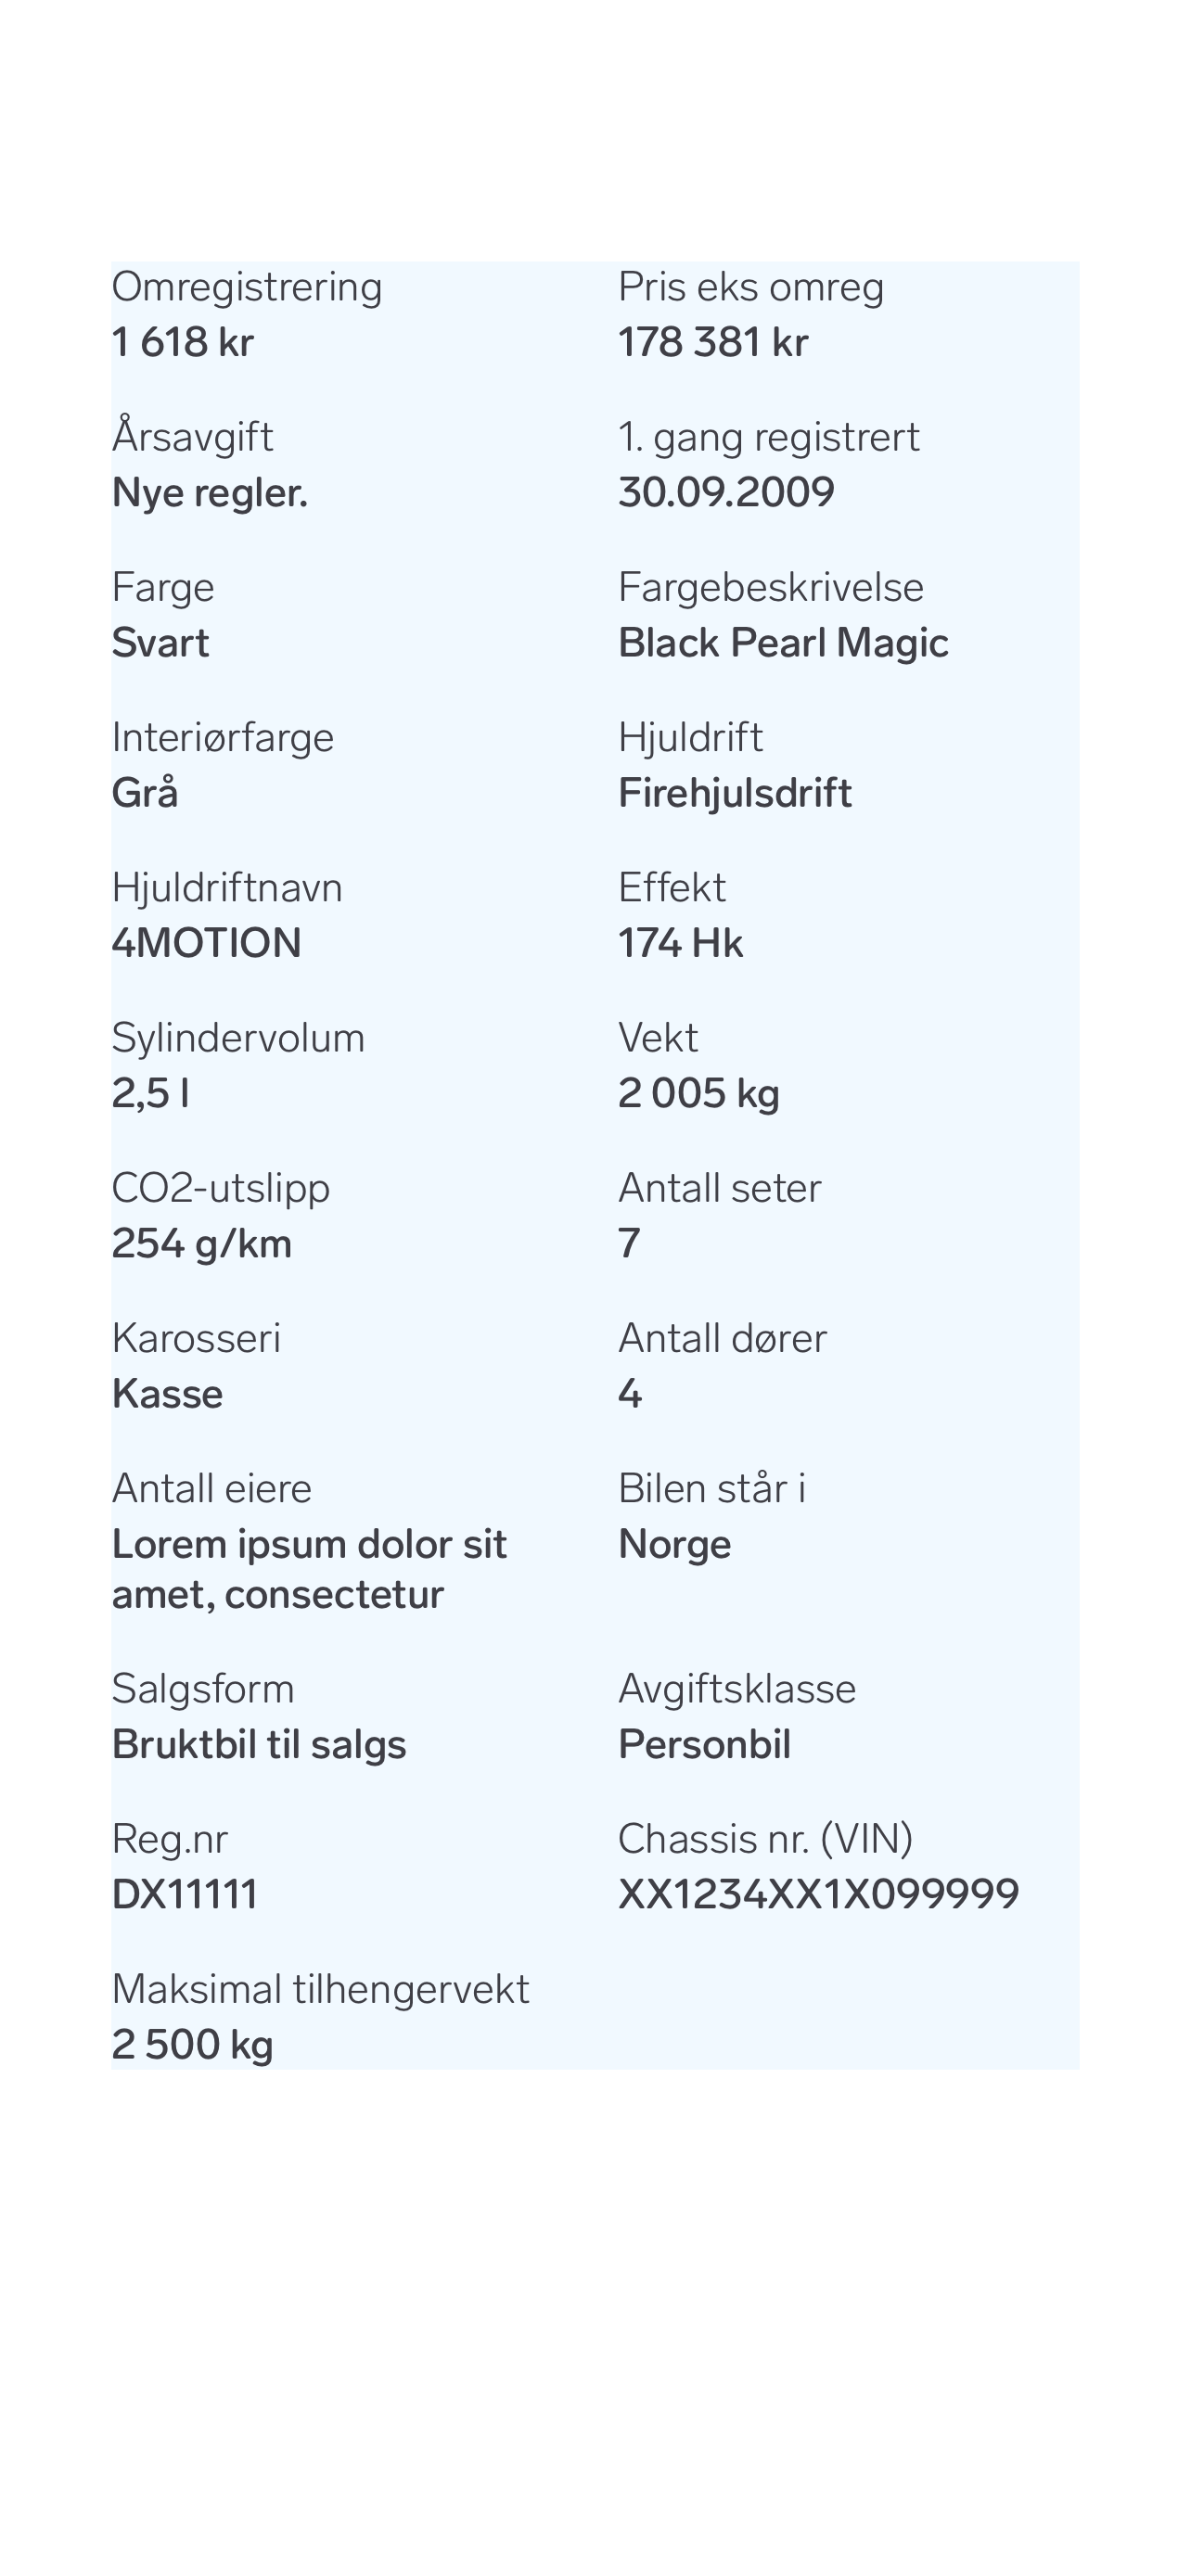 Omregistrering
1 618 kr
Pris eks omreg
178 381 kr
Årsavgift
Nye regler.
1. gang registrert
30.09.2009
Farge
Svart
Fargebeskrivelse
Black Pearl Magic
Interiørfarge
Grå
Hjuldrift
Firehjulsdrift
Hjuldriftnavn
4MOTION
Effekt
174 Hk
Sylindervolum
2,5 l
Vekt
2 005 kg
CO2-utslipp
254 g/km
Antall seter
7
Karosseri
Kasse
Antall dører
4
Antall eiere
Lorem ipsum dolor sit
amet, consectetur
Bilen står i
Norge
Salgsform
Bruktbil til salgs
Avgiftsklasse
Personbil
Reg.nr
DX11111
Chassis nr. (VIN)
XX1234XX1X099999
Maksimal tilhengervekt
2 500 kg